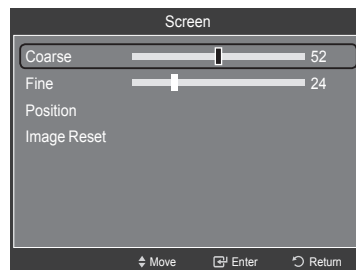 Screen
Coarse 52
Fine 24
Position
Image Reset
Move Enter Return